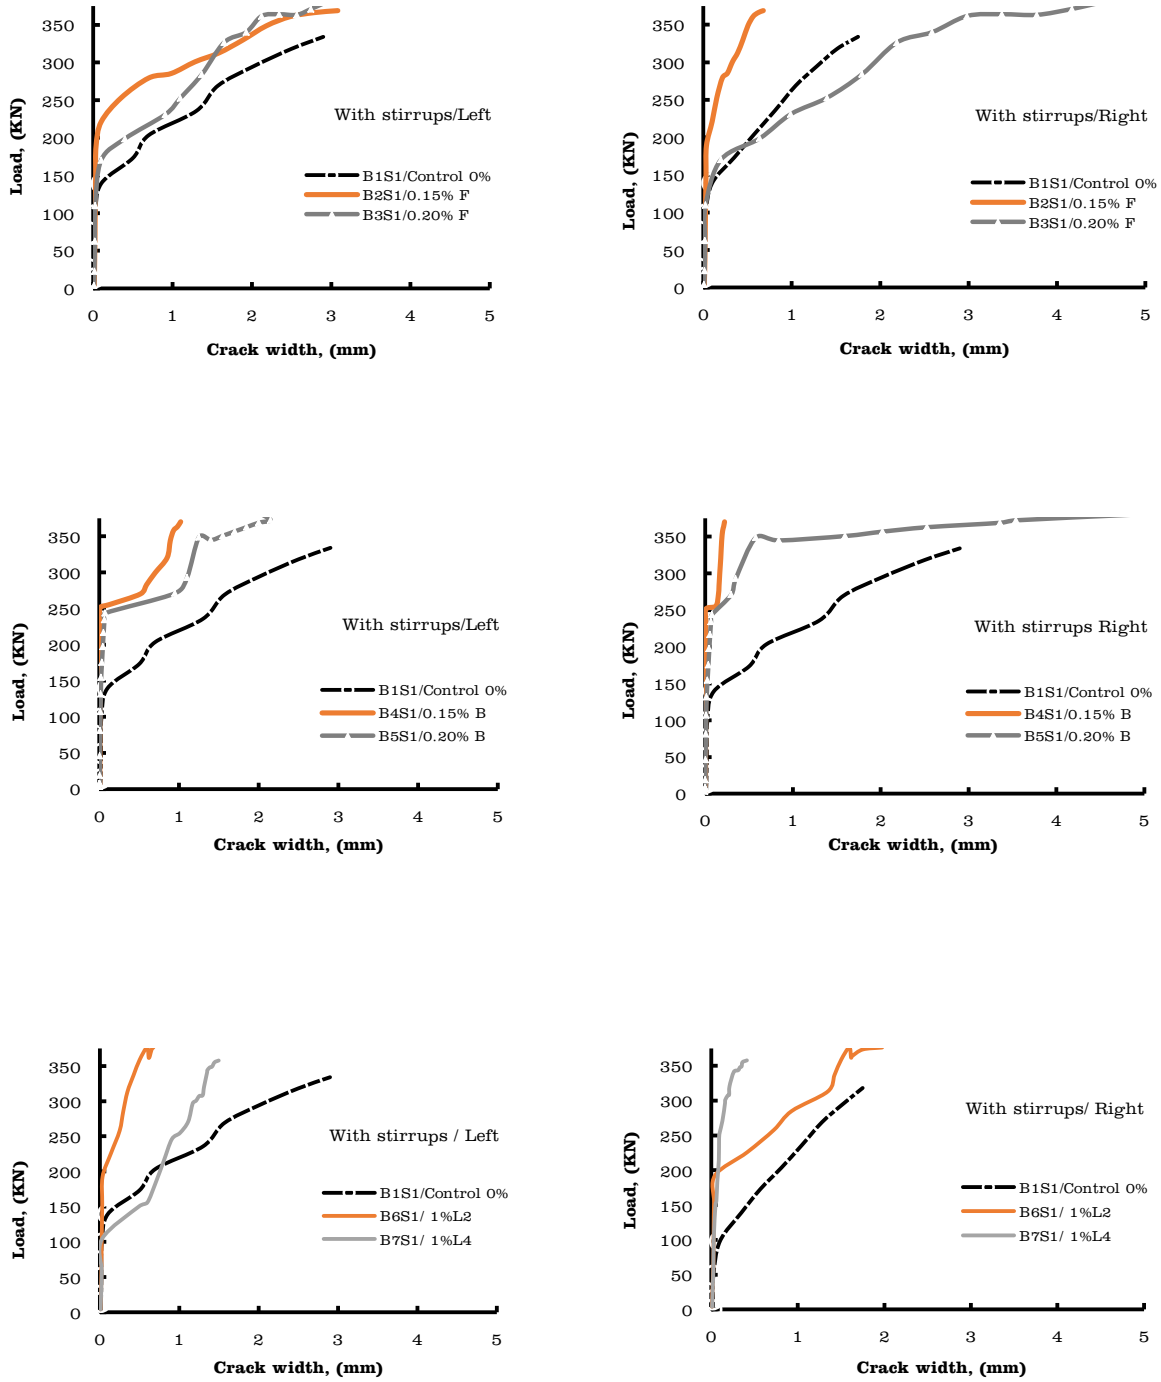 350
300
250
200
150
100
50
0
Load, (KN)
With stirrups/Left
B1S1/Control 0%
B2S1/0.15% F
B3S1/0.20% F
0 1 2 3 4 5
Crack width, (mm)
350
300
250
200
150
100
50
0
Load, (KN)
With stirrups/Right
B1S1/Control 0%
B2S1/0.15% F
B3S1/0.20% F
0 1 2 3 4 5
Crack width, (mm)
350
300
250
200
150
100
50
0
Load, (KN)
With stirrups/Left
B1S1/Control 0%
B4S1/0.15% B
B5S1/0.20% B
0 1 2 3 4 5
Crack width, (mm)
350
300
250
200
150
100
50
0
Load, (KN)
With stirrups Right
B1S1/Control 0%
B4S1/0.15% B
B5S1/0.20% B
0 1 2 3 4 5
Crack width, (mm)
350
300
250
200
150
100
50
0
Load, (KN)
With stirrups / Left
B1S1/Control 0%
B6S1/ 1%L2
B7S1/ 1%L4
0 1 2 3 4 5
Crack width, (mm)
350
300
250
200
150
100
50
0
Load, (KN)
With stirrups/ Right
B1S1/Control 0%
B6S1/ 1%L2
B7S1/ 1%L4
0 1 2 3 4 5
Crack width, (mm)